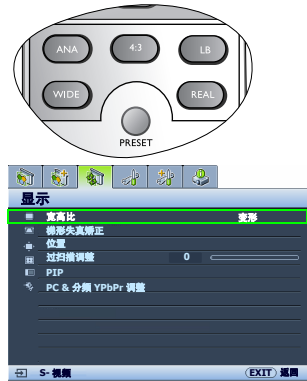 ANA 4:3 LB
WIDE REAL
PRESET
显示
宽高比 变形
梯形失真矫正
位置
过扫描调整 0
PIP
PC & 分频 YPbPr 调整
S- 视频 EXIT 返回